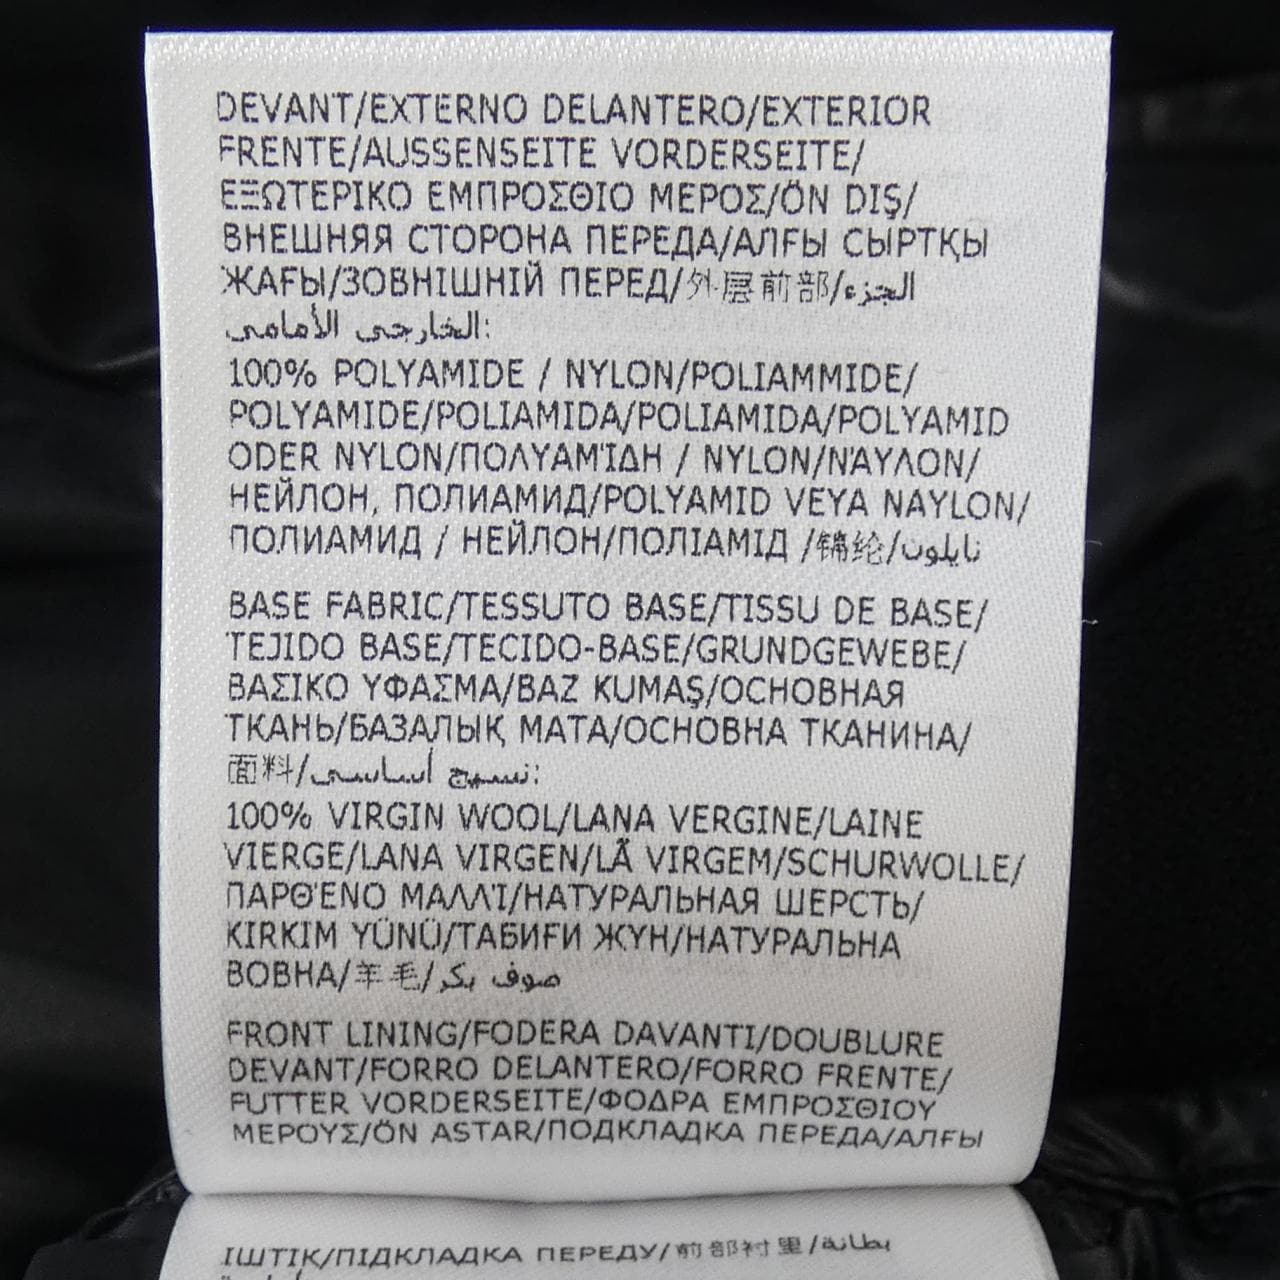 DEVANT/EXTERNO DELANTERO/EXTERIOR
FRENTE/AUSSENSEITE VORDERSEITE/
ΕΞΩΤΕΡΙΚΟ ΕΜΠΡΟΣΘΙΟ ΜΕΡΟΣ/ÖN DIŞ/
ВНЕШНЯЯ СТОРОНА ПЕРЕДА/АЛҒЫ СЫРТҚЫ
ЖАҒЫ/ЗОВНІШНІЙ ПЕРЕД/外层前部/الجزء
الخارجي الأمامي:
100% POLYAMIDE / NYLON/POLIAMMIDE/
POLYAMIDE/POLIAMIDA/POLIAMIDA/POLYAMID
ODER NYLON/ΠΟΛΥΑΜΊΔΗ / NYLON/ΝΆΥΛΟΝ/
НЕЙЛОН, ПОЛИАМИД/POLYAMID VEYA NAYLON/
ПОЛИАМИД / НЕЙЛОН/ПОЛІАМІД /锦纶/نايلون
BASE FABRIC/TESSUTO BASE/TISSU DE BASE/
TEJIDO BASE/TECIDO-BASE/GRUNDGEWEBE/
ΒΑΣΙΚΟ ΥΦΑΣΜΑ/BAZ KUMAŞ/ОСНОВНАЯ
ТКАНЬ/БАЗАЛЫҚ МАТА/ОСНОВНА ТКАНИНА/
面料/نسيج أساسي:
100% VIRGIN WOOL/LANA VERGINE/LAINE
VIERGE/LANA VIRGEN/LÃ VIRGEM/SCHURWOLLE/
ΠΑΡΘΈΝΟ ΜΑΛΛΊ/НАТУРАЛЬНАЯ ШЕРСТЬ/
KIRKIM YÜNÜ/ТАБИҒИ ЖҮН/НАТУРАЛЬНА
ВОВНА/羊毛/صوف بكر
FRONT LINING/FODERA DAVANTI/DOUBLURE
DEVANT/FORRO DELANTERO/FORRO FRENTE/
FUTTER VORDERSEITE/ΦΟΔΡΑ ΕΜΠΡΟΣΘΙΟΥ
ΜΕΡΟΥΣ/ÖN ASTAR/ПОДКЛАДКА ПЕРЕДА/АЛҒЫ
ІШТІК/ПІДКЛАДКА ПЕРЕДУ/前部衬里/بطانة